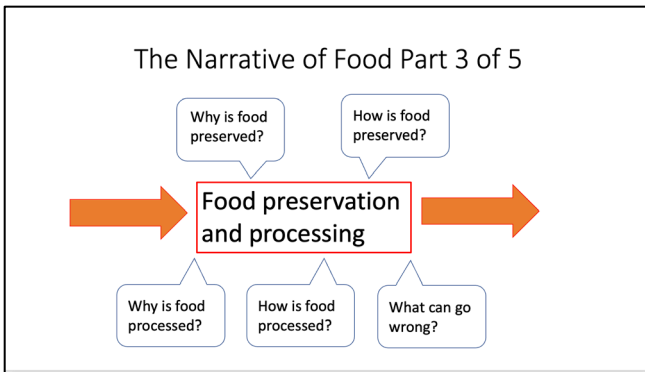 The Narrative of Food Part 3 of 5
Why is food
preserved?
How is food
preserved?
Food preservation
and processing
Why is food
processed?
How is food
processed?
What can go
wrong?